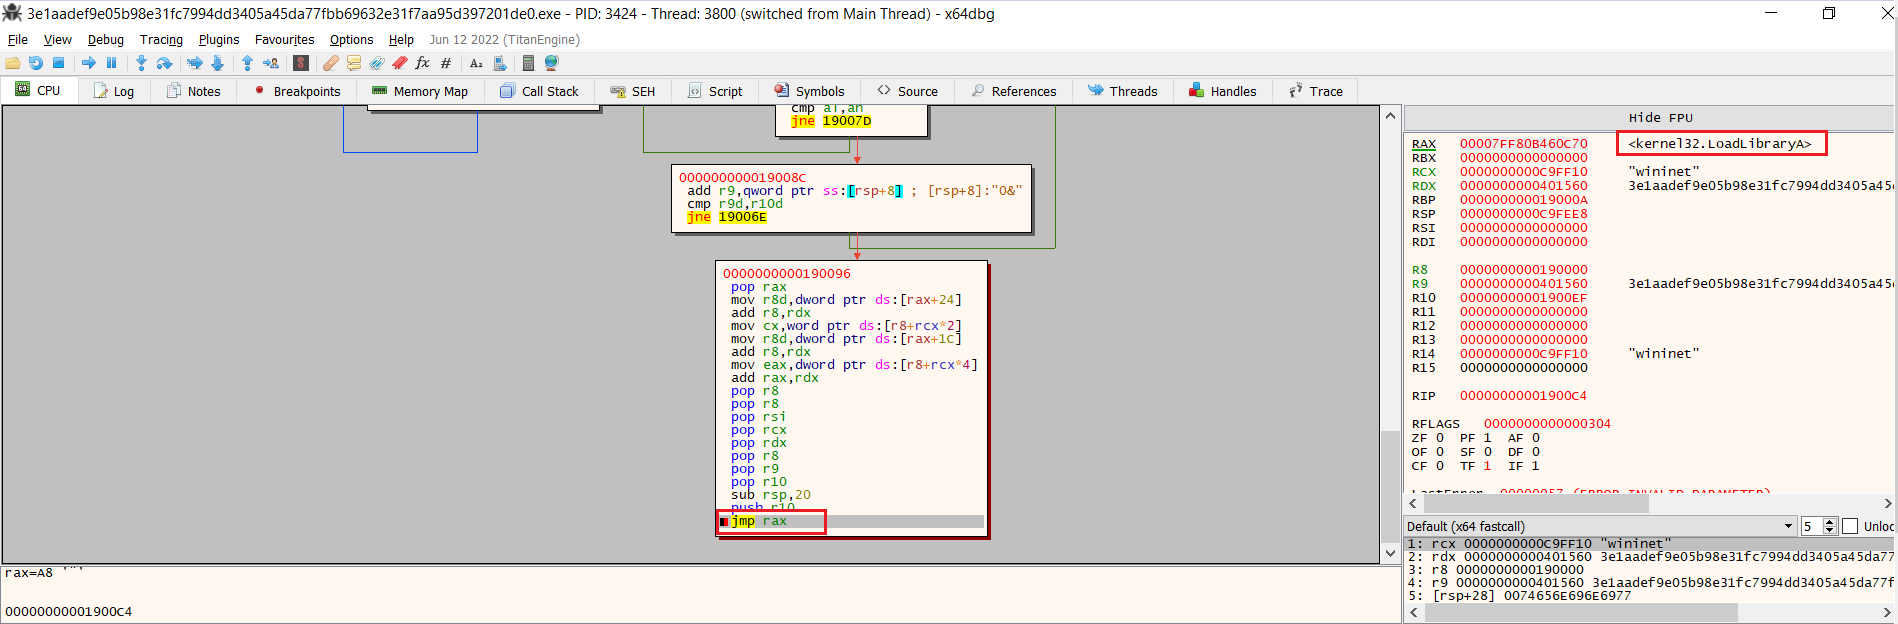 3e1aadef9e05b98e31fc7994dd3405a45da77fbb69632e31f7aa95d397201de0.exe - PID: 3424 - Thread: 3800 (switched from Main Thread) - x64dbg
File View Debug Tracing Plugins Favourites Options Help Jun 12 2022 (TitanEngine)
CPU Log Notes Breakpoints Memory Map Call Stack SEH Script Symbols Source References Threads Handles Trace
cmp al,ah
jne 19007D
000000000019008C
add r9,qword ptr ss:[rsp+8] ; [rsp+8]:"O&"
cmp r9d,r10d
jne 19006E
0000000000190096
pop rax
mov r8d,dword ptr ds:[rax+24]
add r8,rdx
mov cx,word ptr ds:[r8+rcx*2]
mov r8d,dword ptr ds:[rax+1C]
add r8,rdx
mov eax,dword ptr ds:[r8+rcx*4]
add rax,rdx
pop r8
pop r8
pop rsi
pop rcx
pop rdx
pop r8
pop r9
pop r10
sub rsp,20
push r10
jmp rax
rax=A8 '¨'
00000000001900C4
Hide FPU
RAX 00007FF80B460C70 <kernel32.LoadLibraryA>
RBX 0000000000000000
RCX 0000000000C9FF10 "wininet"
RDX 0000000000401560 3e1aadef9e05b98e31fc7994dd3405a45
RBP 000000000019000A
RSP 0000000000C9FEE8
RSI 0000000000000000
RDI 0000000000000000
R8 0000000000190000
R9 0000000000401560 3e1aadef9e05b98e31fc7994dd3405a45
R10 00000000001900EF
R11 0000000000000000
R12 0000000000000000
R13 0000000000000000
R14 0000000000C9FF10 "wininet"
R15 0000000000000000
RIP 00000000001900C4
RFLAGS 0000000000000304
ZF 0 PF 1 AF 0
OF 0 SF 0 DF 0
CF 0 TF 1 IF 1
LastError 00000057 (ERROR_INVALID_PARAMETER)
Default (x64 fastcall) 5 Unloc
1: rcx 0000000000C9FF10 "wininet"
2: rdx 0000000000401560 3e1aadef9e05b98e31fc7994dd3405a45da77
3: r8 0000000000190000
4: r9 0000000000401560 3e1aadef9e05b98e31fc7994dd3405a45da77f
5: [rsp+28] 0074656E696E6977